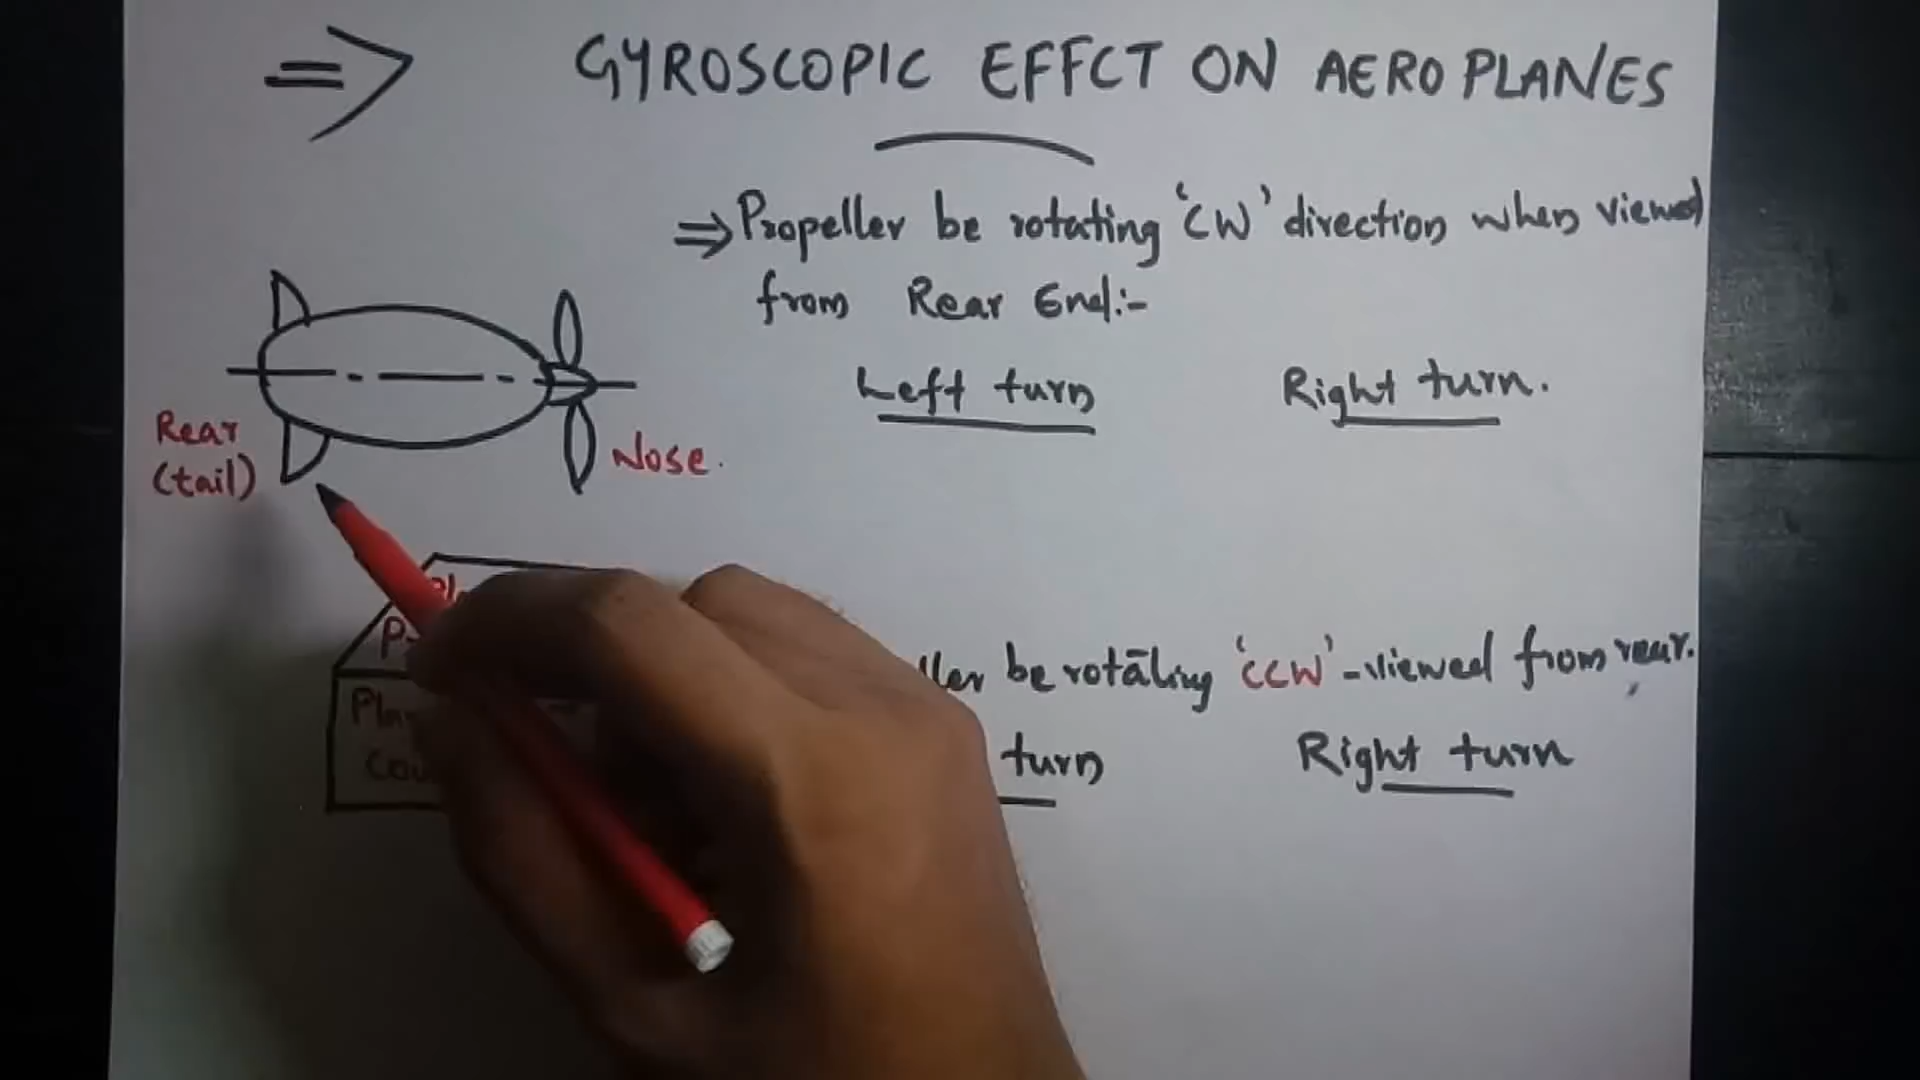 => GYROSCOPIC EFFCT ON AEROPLANES
=> Propeller be rotating 'CW' direction when viewed
from Rear End:-
Left turn Right turn.
Rear
(tail)
Nose.
be rotating 'CCW' -viewed from rear.
turn Right turn